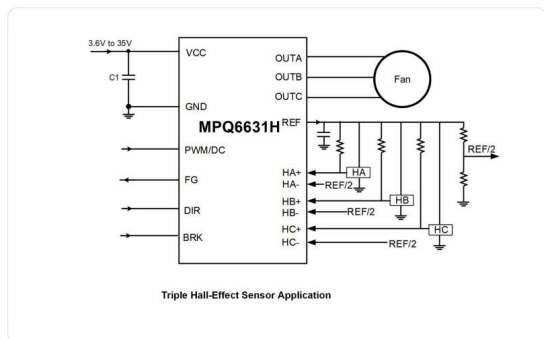 3.6V to 35V
VCC
C1
GND
MPQ6631H
PWM/DC
FG
DIR
BRK
OUTA
OUTB
OUTC
Fan
REF
REF/2
HA+
HA
HA-
REF/2
HB+
HB
HB-
REF/2
HC+
HC
HC-
REF/2
Triple Hall-Effect Sensor Application